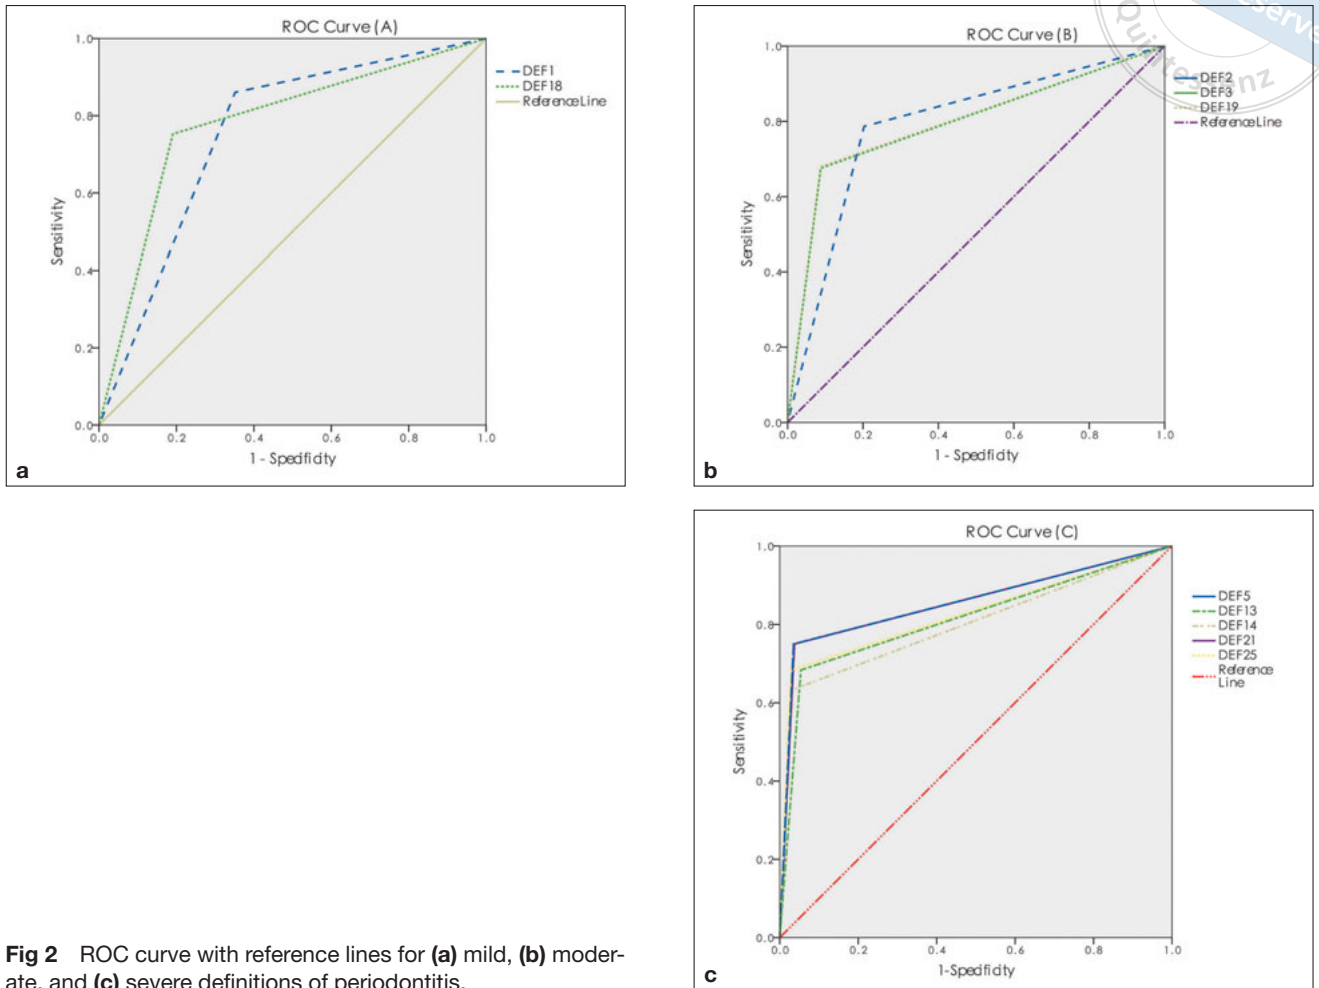 ROC Curve (A)
1.0
0.8
0.6
0.4
0.2
0.0
0.0 0.2 0.4 0.6 0.8 1.0
Sensitivity
1 - Specificity
DEF1
DEF18
Reference Line
a
ROC Curve (B)
1.0
0.8
0.6
0.4
0.2
0.0
0.0 0.2 0.4 0.6 0.8 1.0
Sensitivity
1 - Specificity
DEF2
DEF3
DEF19
Reference Line
b
Quintessenz
ROC Curve (C)
1.0
0.8
0.6
0.4
0.2
0.0
0.0 0.2 0.4 0.6 0.8 1.0
Sensitivity
1-Specificity
DEF5
DEF13
DEF14
DEF21
DEF25
Reference
Line
c
Fig 2 ROC curve with reference lines for (a) mild, (b) moder-
ate, and (c) severe definitions of periodontitis.